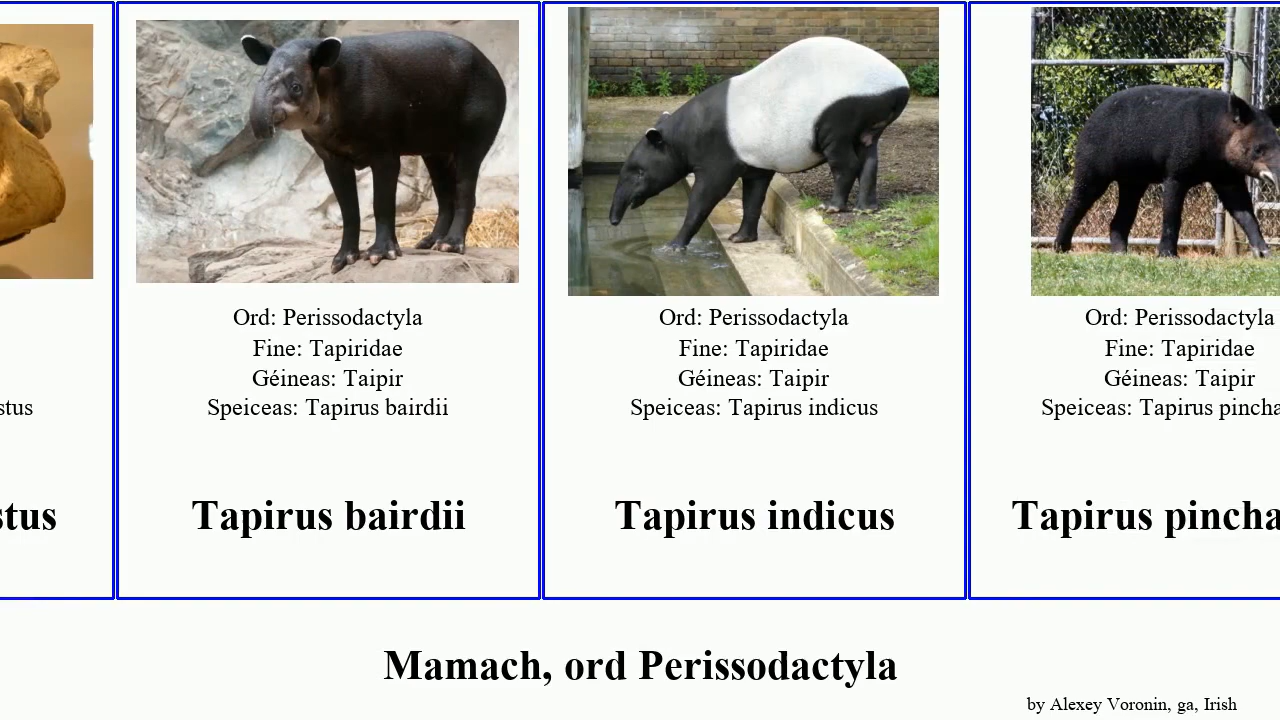 stus
stus
Ord: Perissodactyla
Fine: Tapiridae
Géineas: Taipir
Speiceas: Tapirus bairdii
Tapirus bairdii
Ord: Perissodactyla
Fine: Tapiridae
Géineas: Taipir
Speiceas: Tapirus indicus
Tapirus indicus
Ord: Perissodactyla
Fine: Tapiridae
Géineas: Taipir
Speiceas: Tapirus pincha
Tapirus pincha
Mamach, ord Perissodactyla
by Alexey Voronin, ga, Irish